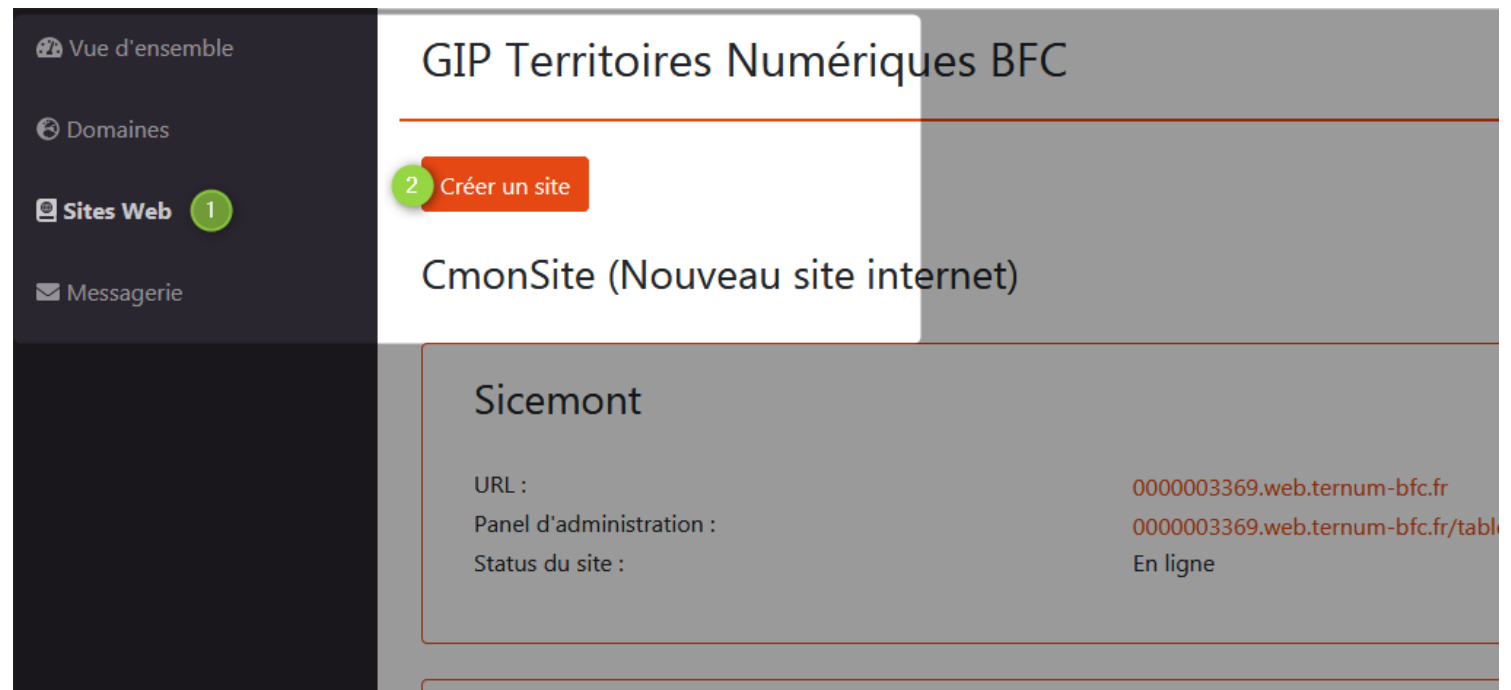 Vue d'ensemble
Domaines
Sites Web 1
Messagerie
GIP Territoires Numériques BFC
2 Créer un site
CmonSite (Nouveau site internet)
Sicemont
URL : 0000003369.web.ternum-bfc.fr
Panel d'administration : 0000003369.web.ternum-bfc.fr/table
Status du site : En ligne